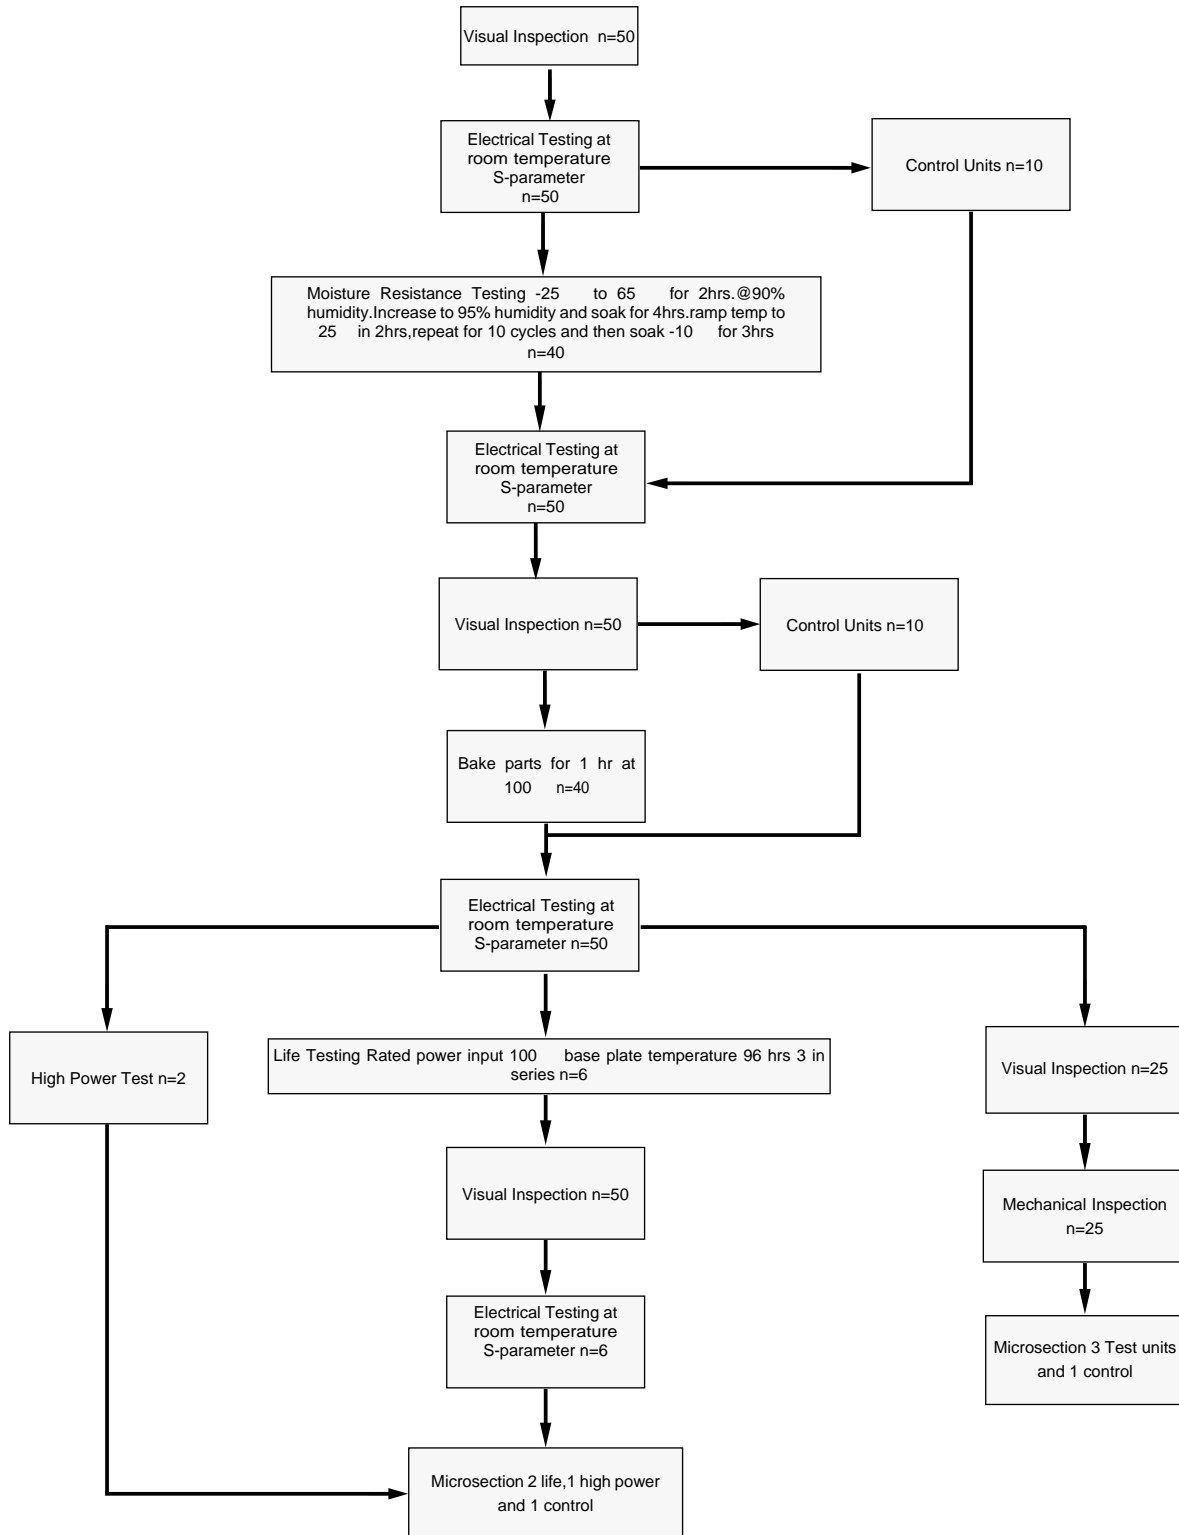 Visual Inspection n=50
Electrical Testing at
room temperature
S-parameter
n=50
Control Units n=10
Moisture Resistance Testing -25 to 65 for 2hrs.@90%
humidity.Increase to 95% humidity and soak for 4hrs.ramp temp to
25 in 2hrs,repeat for 10 cycles and then soak -10 for 3hrs
n=40
Electrical Testing at
room temperature
S-parameter
n=50
Visual Inspection n=50
Control Units n=10
Bake parts for 1 hr at
100 n=40
Electrical Testing at
room temperature
S-parameter n=50
High Power Test n=2
Life Testing Rated power input 100 base plate temperature 96 hrs 3 in
series n=6
Visual Inspection n=25
Visual Inspection n=50
Mechanical Inspection
n=25
Electrical Testing at
room temperature
S-parameter n=6
Microsection 3 Test units
and 1 control
Microsection 2 life,1 high power
and 1 control